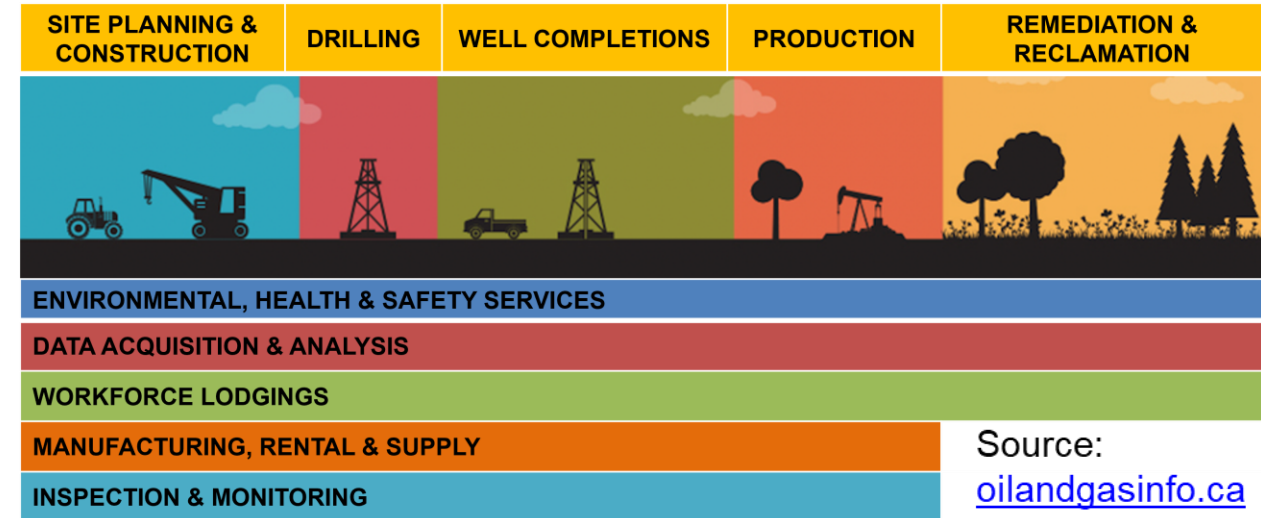 SITE PLANNING &
CONSTRUCTION
DRILLING
WELL COMPLETIONS
PRODUCTION
REMEDIATION &
RECLAMATION
ENVIRONMENTAL, HEALTH & SAFETY SERVICES
DATA ACQUISITION & ANALYSIS
WORKFORCE LODGINGS
MANUFACTURING, RENTAL & SUPPLY
INSPECTION & MONITORING
Source:
oilandgasinfo.ca